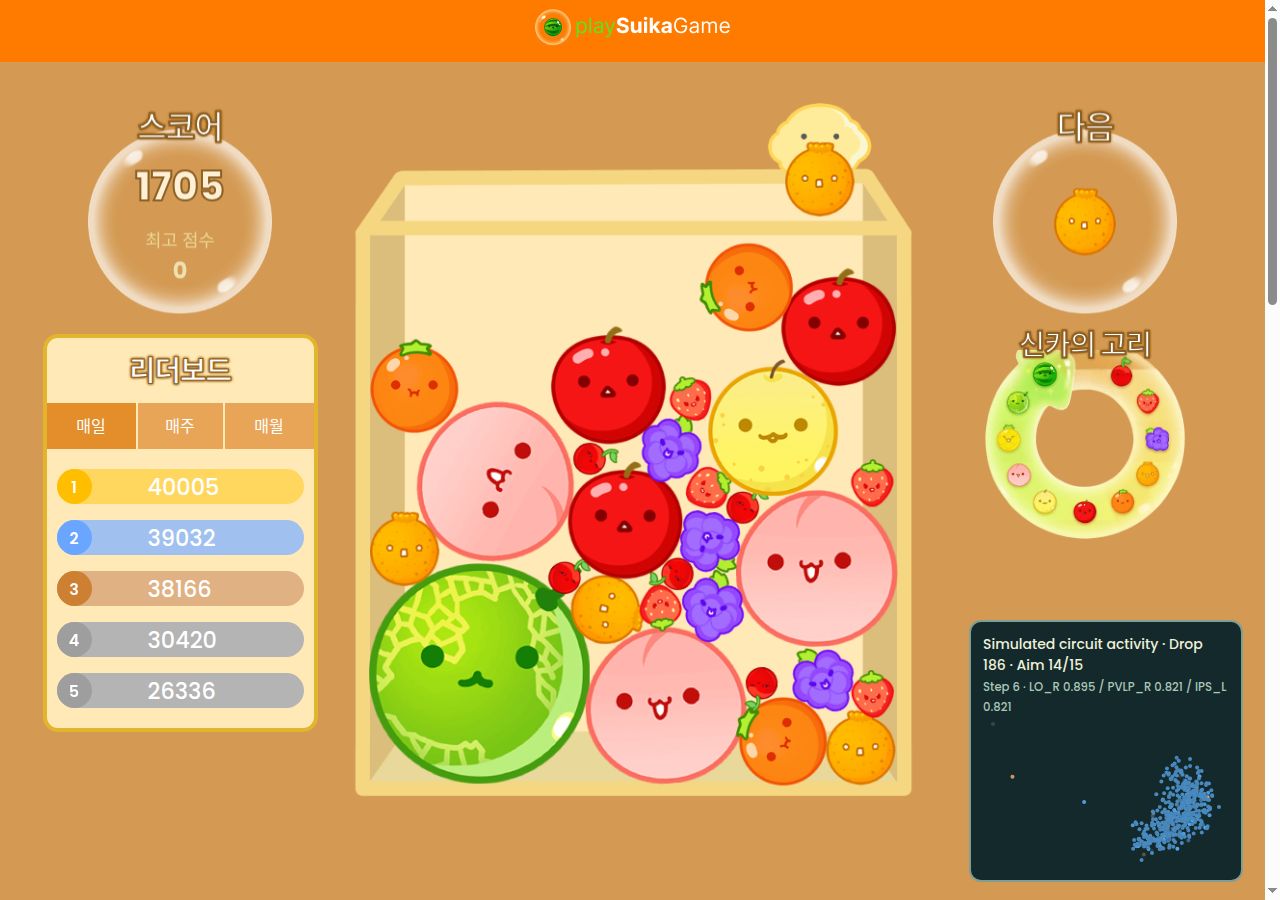 playSuikaGame
스코어
1705
최고 점수
0
리더보드
매일 매주 매월
1 40005
2 39032
3 38166
4 30420
5 26336
다음
신카의 고리
Simulated circuit activity · Drop
186 · Aim 14/15
Step 6 · LO_R 0.895 / PVLP_R 0.821 / IPS_L
0.821